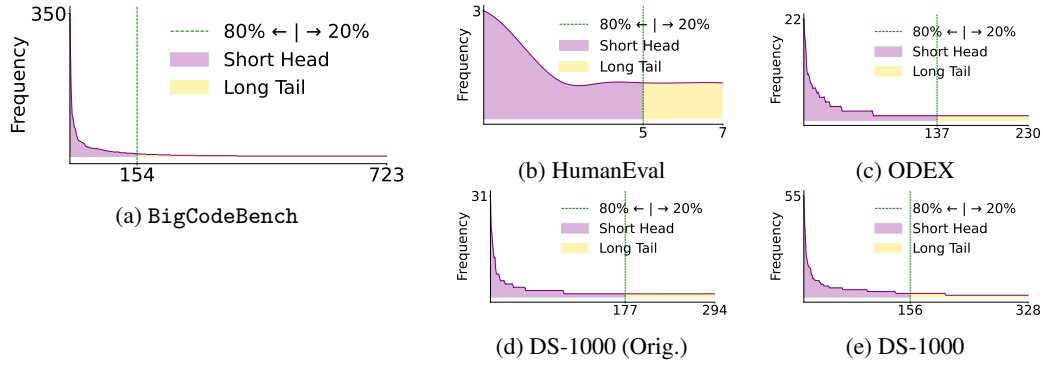 350
Frequency
80% ← | → 20%
Short Head
Long Tail
154
723
(a) BigCodeBench
3
Frequency
80% ← | → 20%
Short Head
Long Tail
5
7
(b) HumanEval
22
Frequency
80% ← | → 20%
Short Head
Long Tail
137
230
(c) ODEX
31
Frequency
80% ← | → 20%
Short Head
Long Tail
177
294
(d) DS-1000 (Orig.)
55
Frequency
80% ← | → 20%
Short Head
Long Tail
156
328
(e) DS-1000